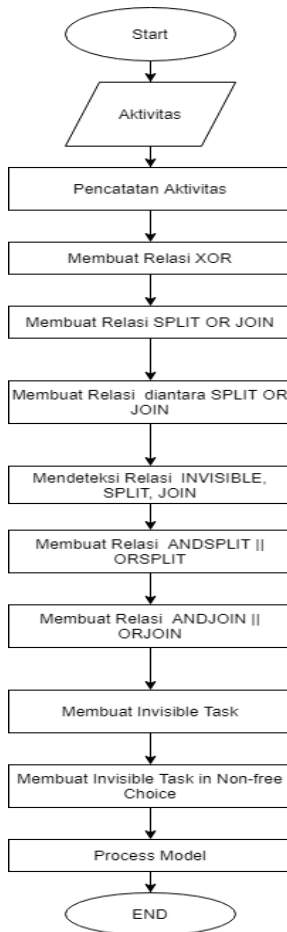 Start
Aktivitas
Pencatatan Aktivitas
Membuat Relasi XOR
Membuat Relasi SPLIT OR JOIN
Membuat Relasi diantara SPLIT OR
JOIN
Mendeteksi Relasi INVISIBLE,
SPLIT, JOIN
Membuat Relasi ANDSPLIT ||
ORSPLIT
Membuat Relasi ANDJOIN ||
ORJOIN
Membuat Invisible Task
Membuat Invisible Task in Non-free
Choice
Process Model
END